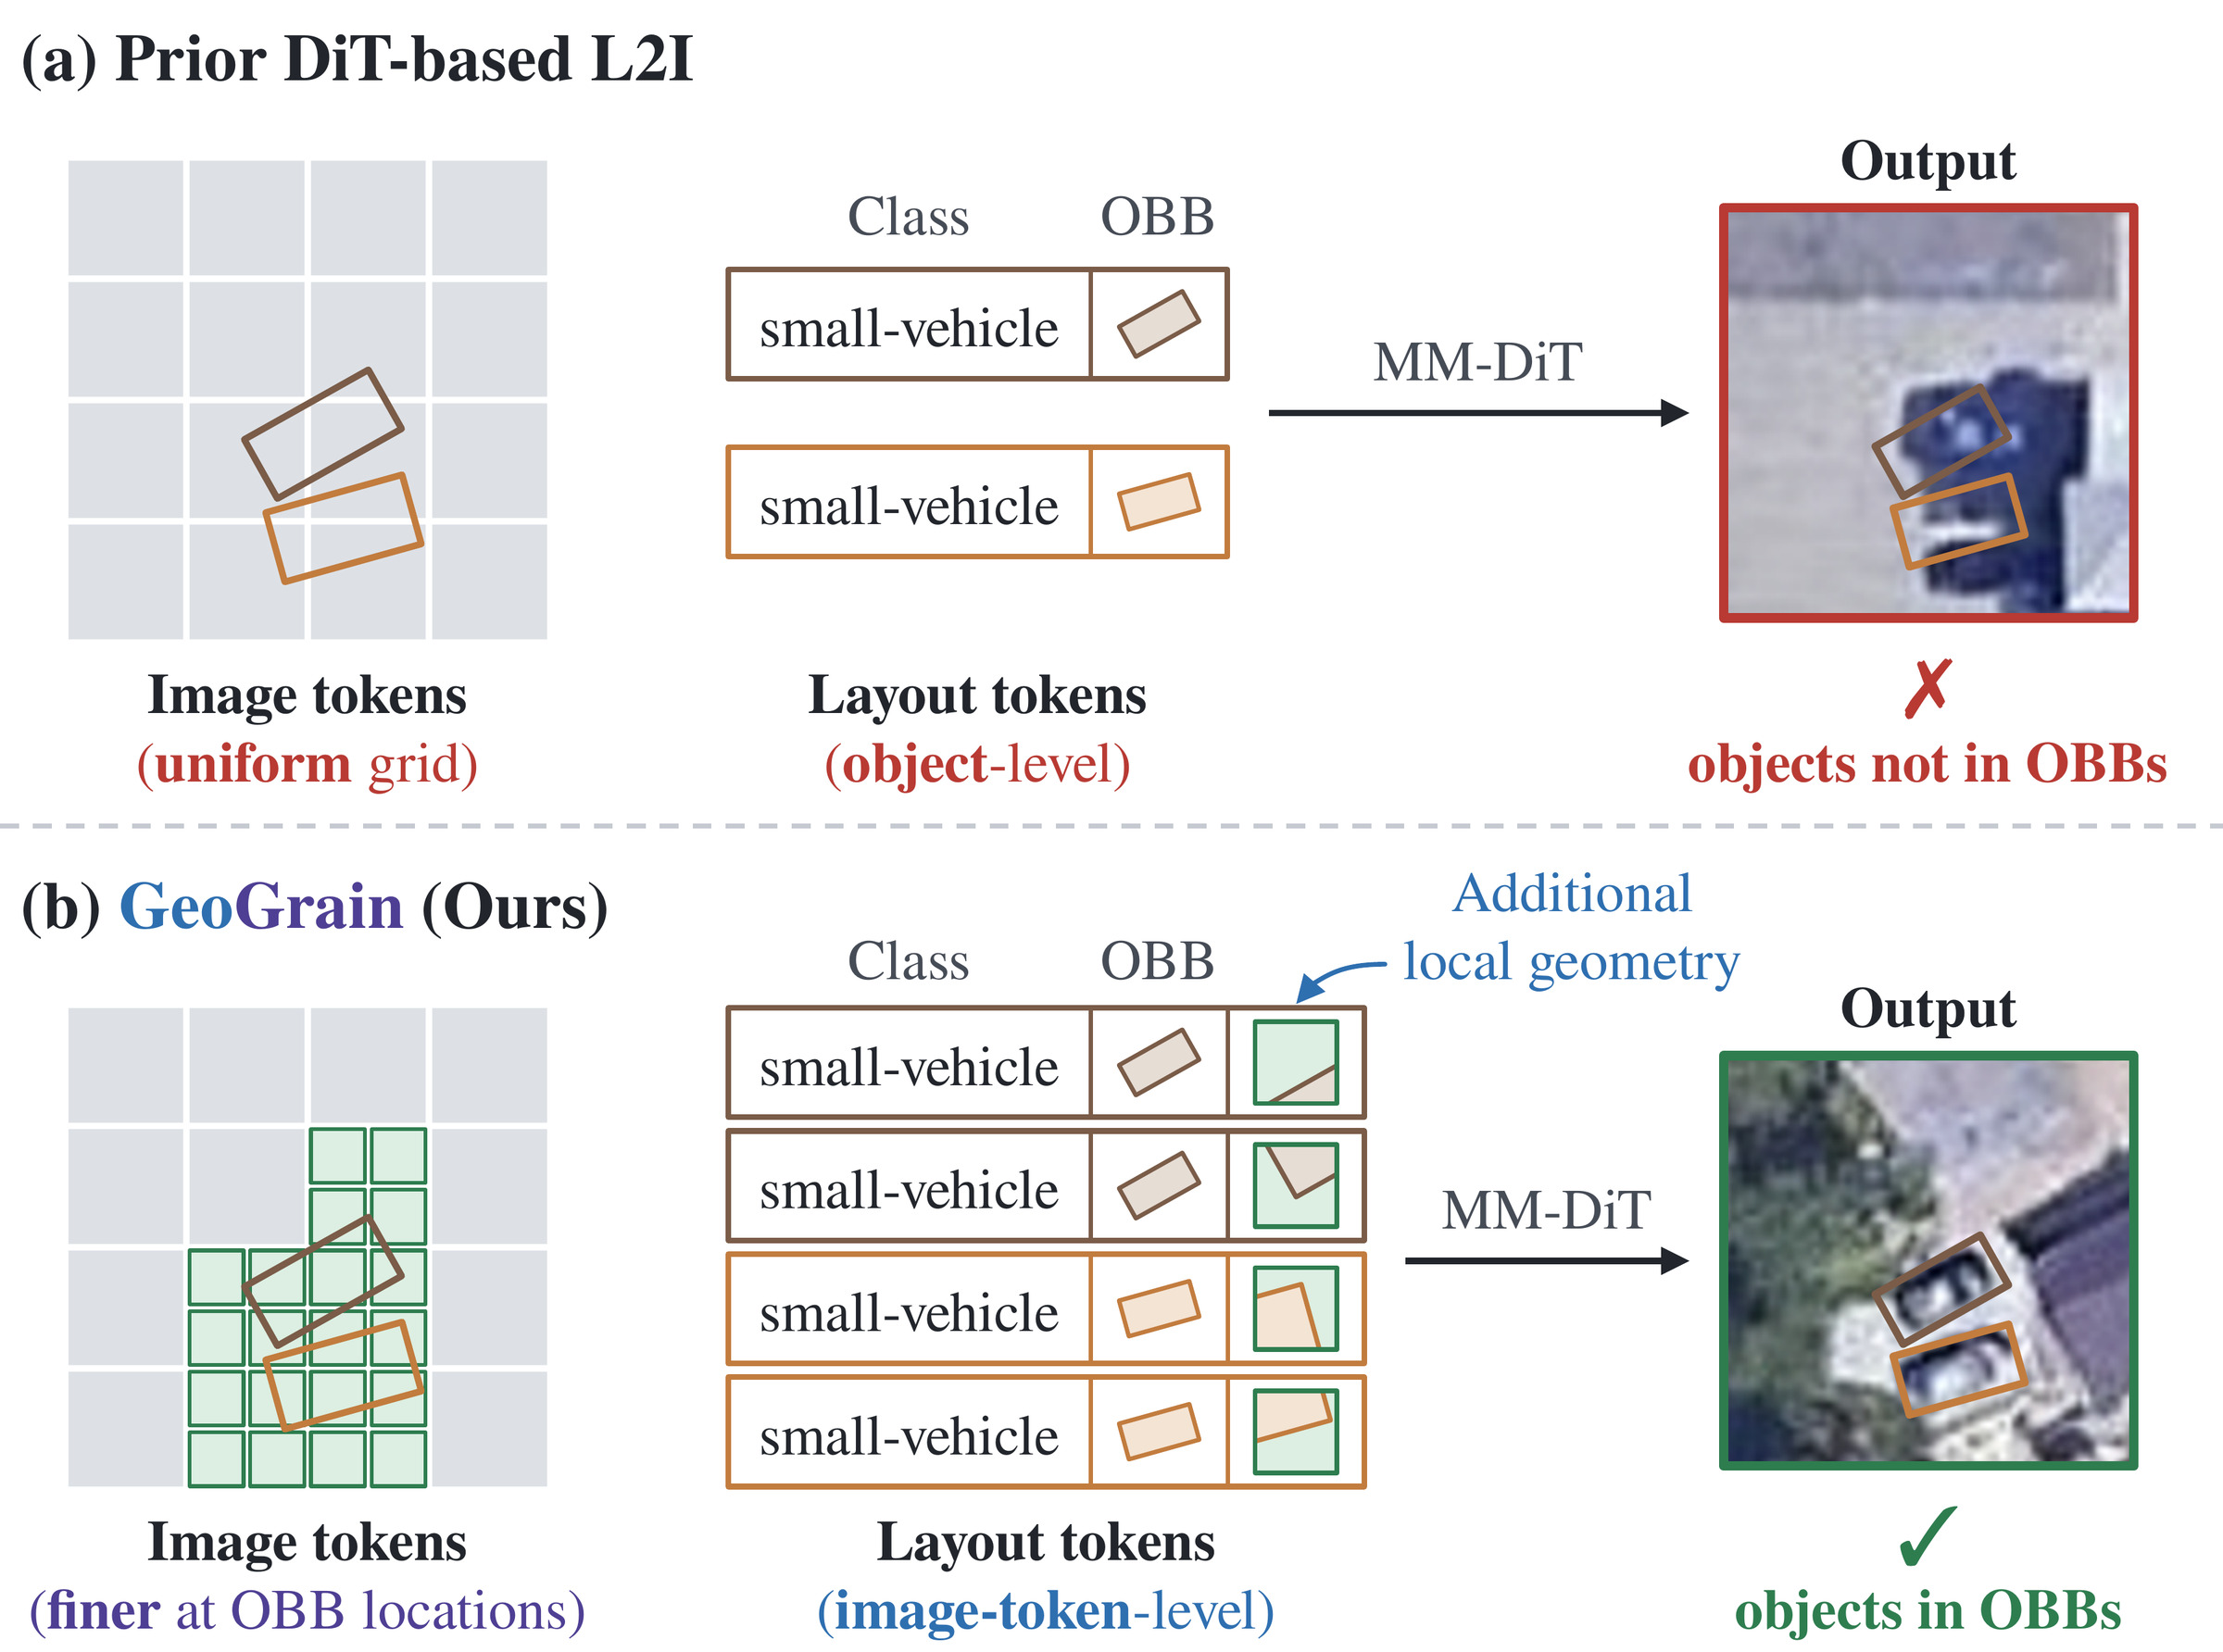 (a) Prior DiT-based L2I
Output
Class OBB
small-vehicle
MM-DiT
small-vehicle
Image tokens
(uniform grid)
Layout tokens
(object-level)
✗
objects not in OBBs
(b) GeoGrain (Ours)
Additional
local geometry
Class OBB
Output
small-vehicle
small-vehicle
MM-DiT
small-vehicle
small-vehicle
Image tokens
(finer at OBB locations)
Layout tokens
(image-token-level)
✓
objects in OBBs